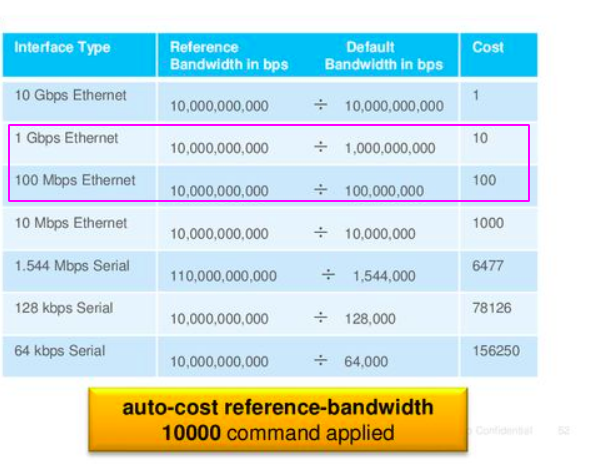 Interface Type Reference Bandwidth in bps Default Bandwidth in bps Cost
10 Gbps Ethernet 10,000,000,000 ÷ 10,000,000,000 1
1 Gbps Ethernet 10,000,000,000 ÷ 1,000,000,000 10
100 Mbps Ethernet 10,000,000,000 ÷ 100,000,000 100
10 Mbps Ethernet 10,000,000,000 ÷ 10,000,000 1000
1.544 Mbps Serial 110,000,000,000 ÷ 1,544,000 6477
128 kbps Serial 10,000,000,000 ÷ 128,000 78126
64 kbps Serial 10,000,000,000 ÷ 64,000 156250
auto-cost reference-bandwidth
10000 command applied
Confidential 52